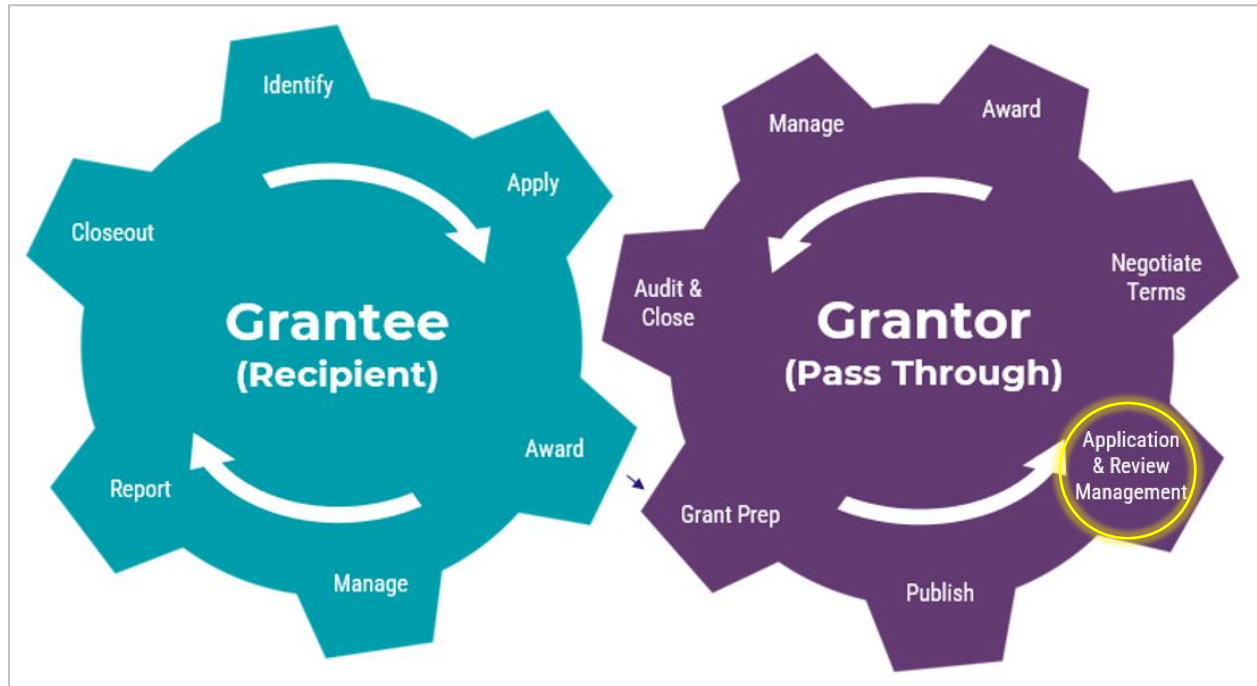 Identify
Apply
Closeout
Grantee
(Recipient)
Award
Report
Manage
Manage
Award
Negotiate
Terms
Audit &
Close
Grantor
(Pass Through)
Application
& Review
Management
Grant Prep
Publish